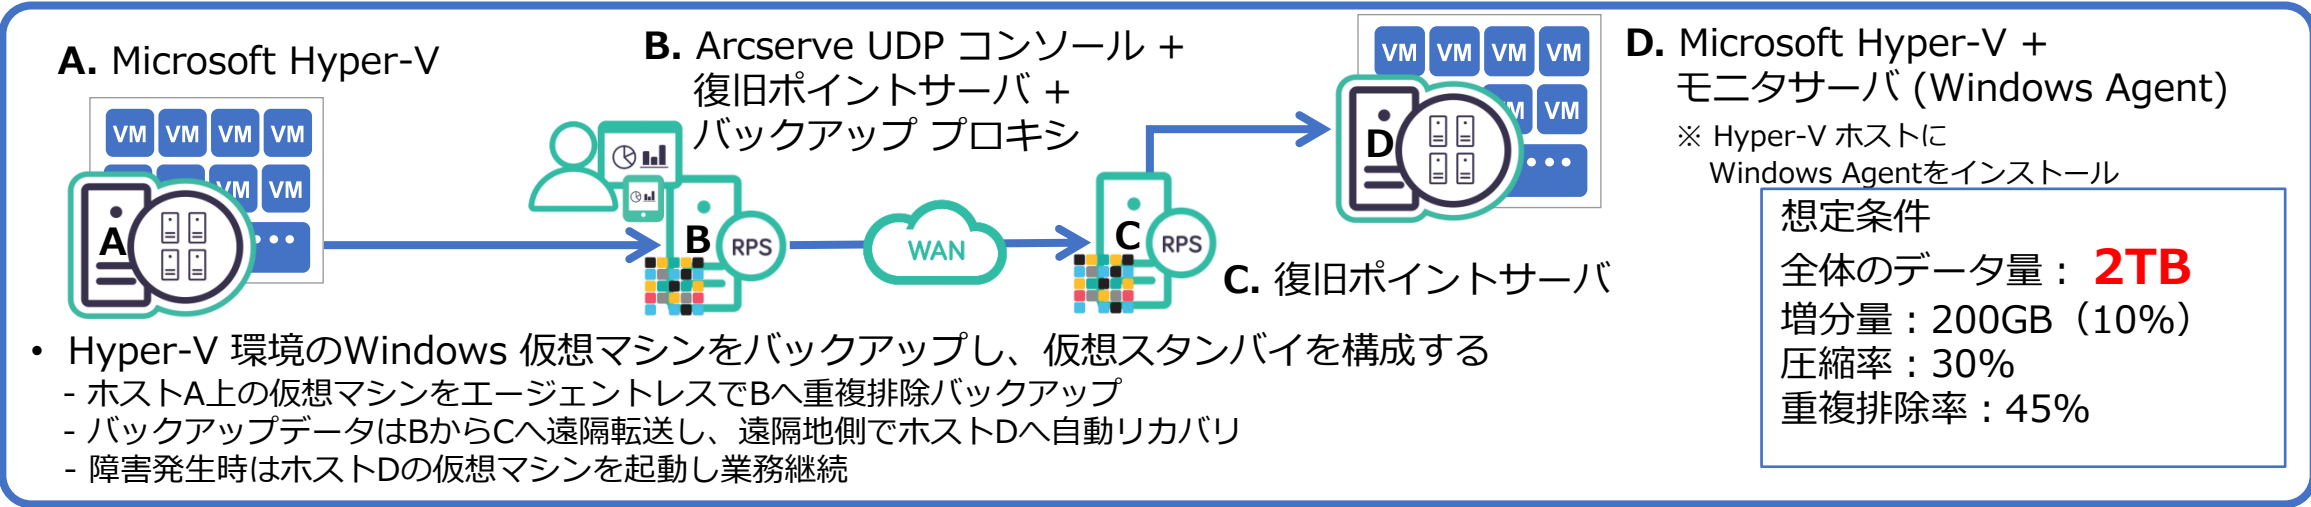 A. Microsoft Hyper-V
VM VM VM VM
VM VM
A
B. Arcserve UDP コンソール +
復旧ポイントサーバ +
バックアップ プロキシ
B RPS
WAN
C RPS
C. 復旧ポイントサーバ
VM VM VM VM
VM
D
D. Microsoft Hyper-V +
モニタサーバ (Windows Agent)
※ Hyper-V ホストに
Windows Agentをインストール
想定条件
全体のデータ量： 2TB
増分量：200GB（10%）
圧縮率：30%
重複排除率：45%
• Hyper-V 環境のWindows 仮想マシンをバックアップし、仮想スタンバイを構成する
- ホストA上の仮想マシンをエージェントレスでBへ重複排除バックアップ
- バックアップデータはBからCへ遠隔転送し、遠隔地側でホストDへ自動リカバリ
- 障害発生時はホストDの仮想マシンを起動し業務継続